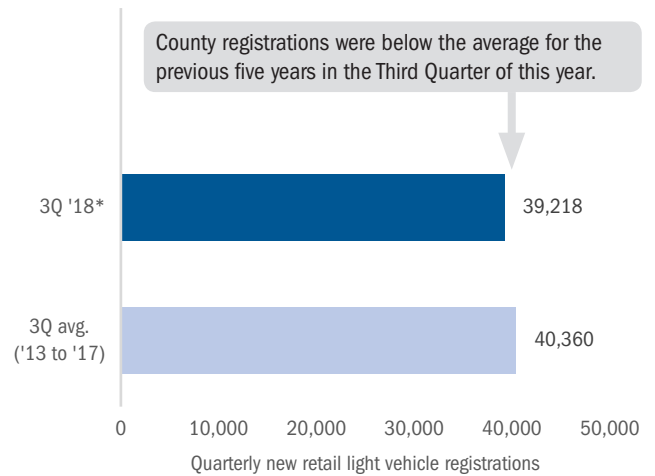 County registrations were below the average for the
previous five years in the Third Quarter of this year.
3Q '18*
39,218
3Q avg.
('13 to '17)
40,360
0
10,000
20,000
30,000
40,000
50,000
Quarterly new retail light vehicle registrations